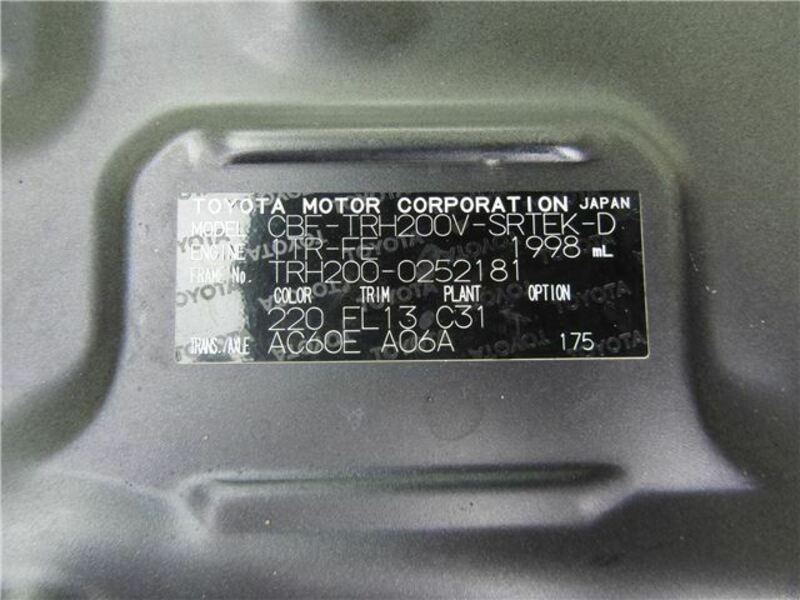 TOYOTA MOTOR CORPORATION JAPAN
MODEL CBF-TRH200V-SRTEK-D
ENGINE 1TR-FE 1998 mL
FRAME No. TRH200-0252181
COLOR TRIM PLANT OPTION
220 FL13 C31
TRANS./AXLE AC60E A06A 175